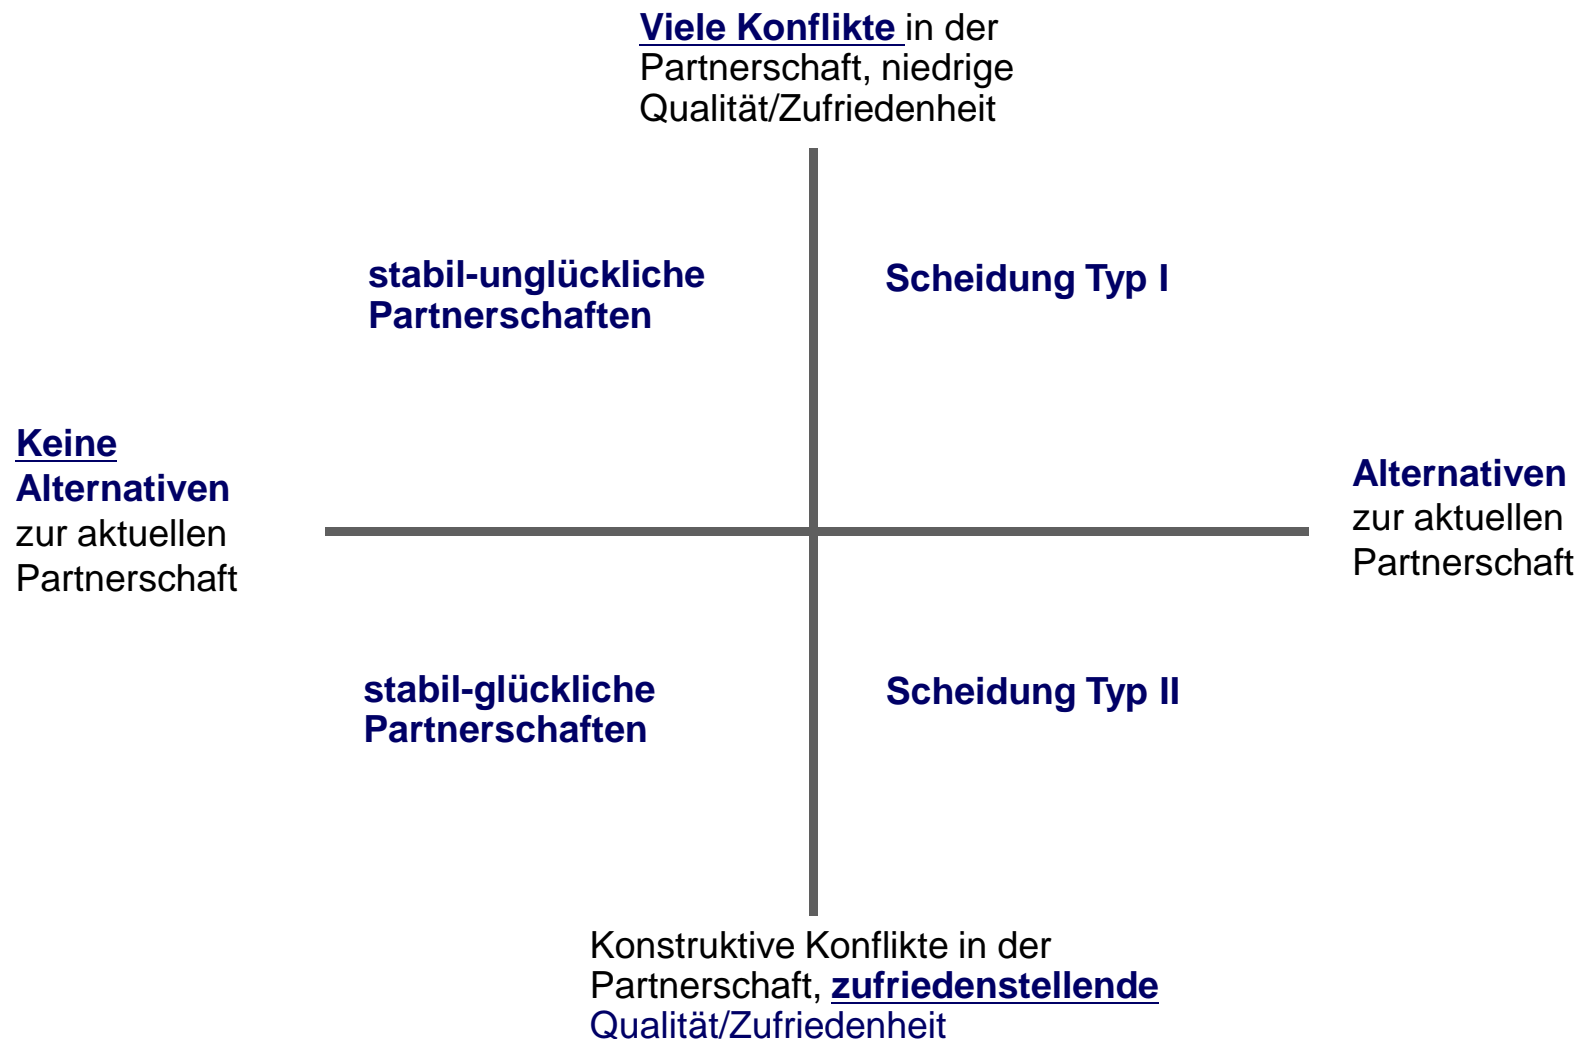 Viele Konflikte in der
Partnerschaft, niedrige
Qualität/Zufriedenheit
stabil-unglückliche
Partnerschaften
Scheidung Typ I
Keine
Alternativen
zur aktuellen
Partnerschaft
Alternativen
zur aktuellen
Partnerschaft
stabil-glückliche
Partnerschaften
Scheidung Typ II
Konstruktive Konflikte in der
Partnerschaft, zufriedenstellende
Qualität/Zufriedenheit